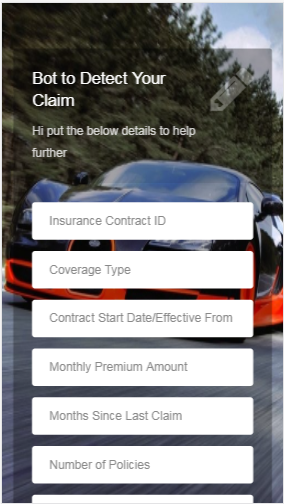 Bot to Detect Your
Claim
Hi put the below details to help
further
Insurance Contract ID
Coverage Type
Contract Start Date/Effective From
Monthly Premium Amount
Months Since Last Claim
Number of Policies